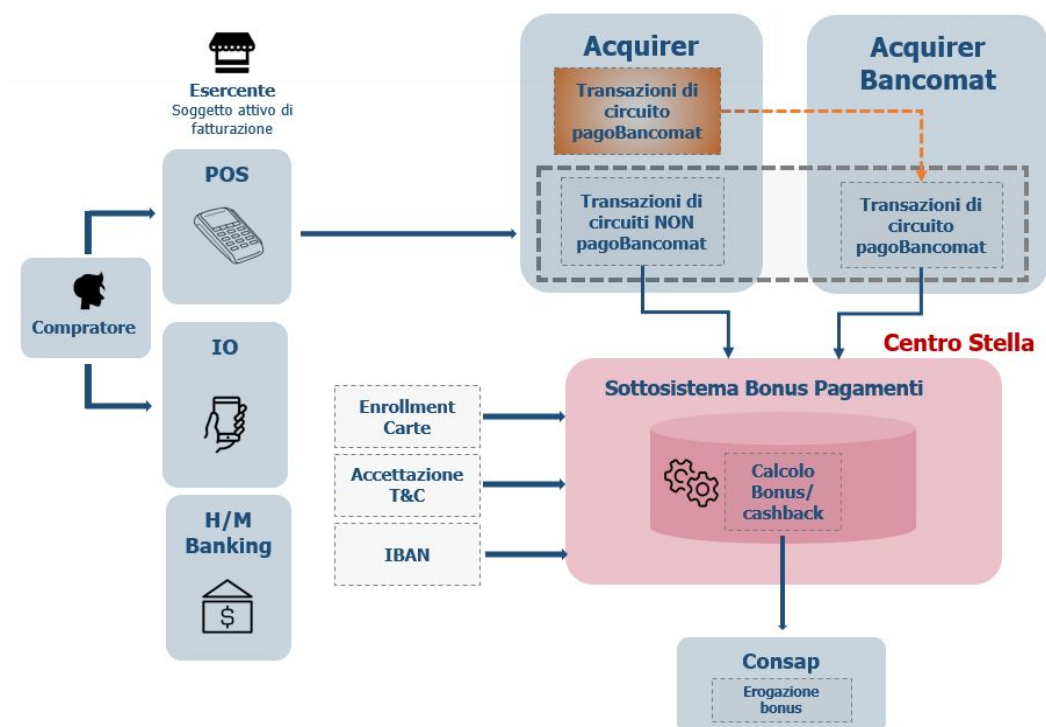 Esercente
Soggetto attivo di
fatturazione
POS
Compratore
IO
H/M
Banking
$
Acquirer
Transazioni di
circuito
pagoBancomat
Transazioni di
circuiti NON
pagoBancomat
Acquirer
Bancomat
Transazioni di
circuito
pagoBancomat
Centro Stella
Sottosistema Bonus Pagamenti
Enrollment
Carte
Accettazione
T&C
IBAN
Calcolo
Bonus/
cashback
Consap
Erogazione
bonus